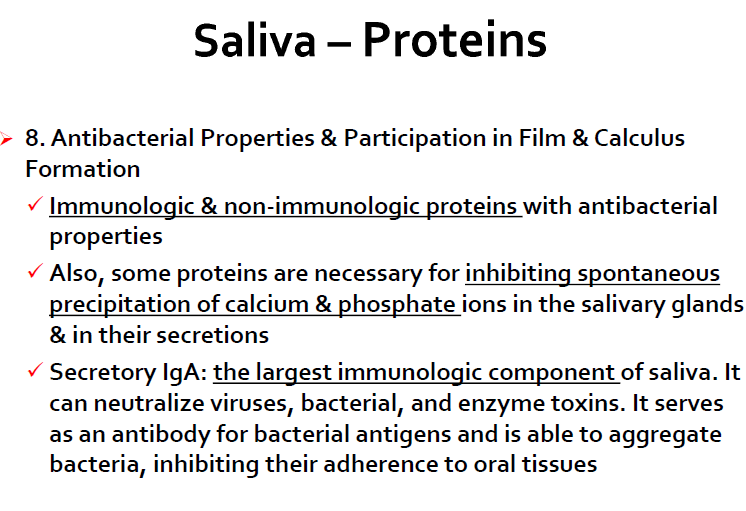 Saliva – Proteins
8. Antibacterial Properties & Participation in Film & Calculus
Formation
Immunologic & non-immunologic proteins with antibacterial
properties
Also, some proteins are necessary for inhibiting spontaneous
precipitation of calcium & phosphate ions in the salivary glands
& in their secretions
Secretory IgA: the largest immunologic component of saliva. It
can neutralize viruses, bacterial, and enzyme toxins. It serves
as an antibody for bacterial antigens and is able to aggregate
bacteria, inhibiting their adherence to oral tissues